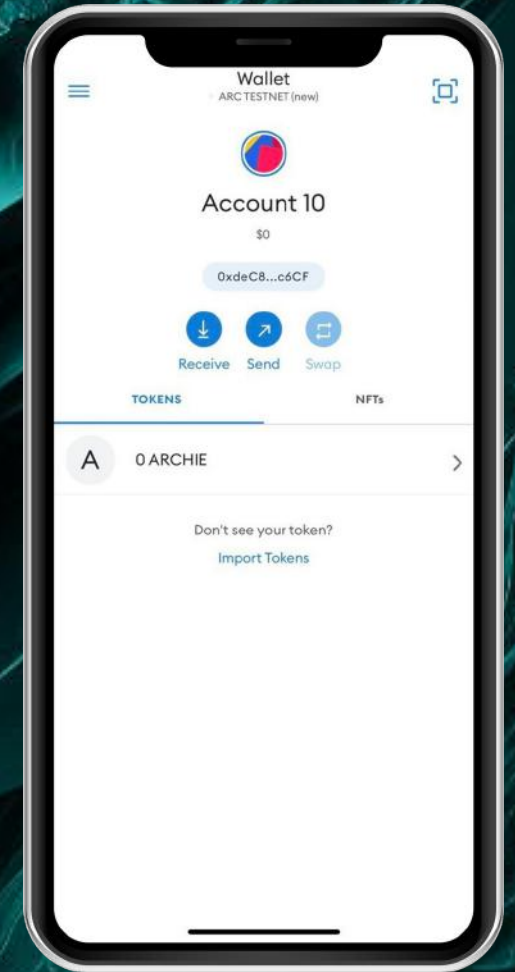 Wallet
ARC TESTNET (new)
Account 10
$0
0xdeC8...c6CF
Receive Send Swap
TOKENS NFTs
A 0 ARCHIE
Don't see your token?
Import Tokens